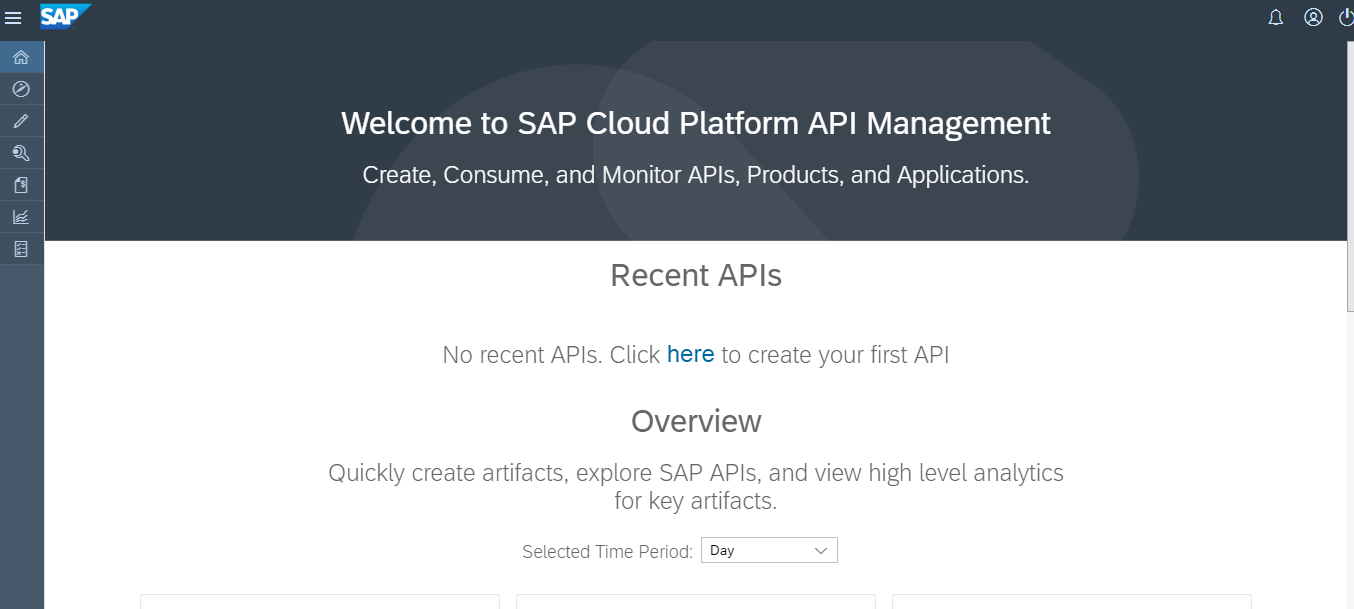 SAP
Welcome to SAP Cloud Platform API Management
Create, Consume, and Monitor APIs, Products, and Applications.
Recent APIs
No recent APIs. Click here to create your first API
Overview
Quickly create artifacts, explore SAP APIs, and view high level analytics
for key artifacts.
Selected Time Period: Day